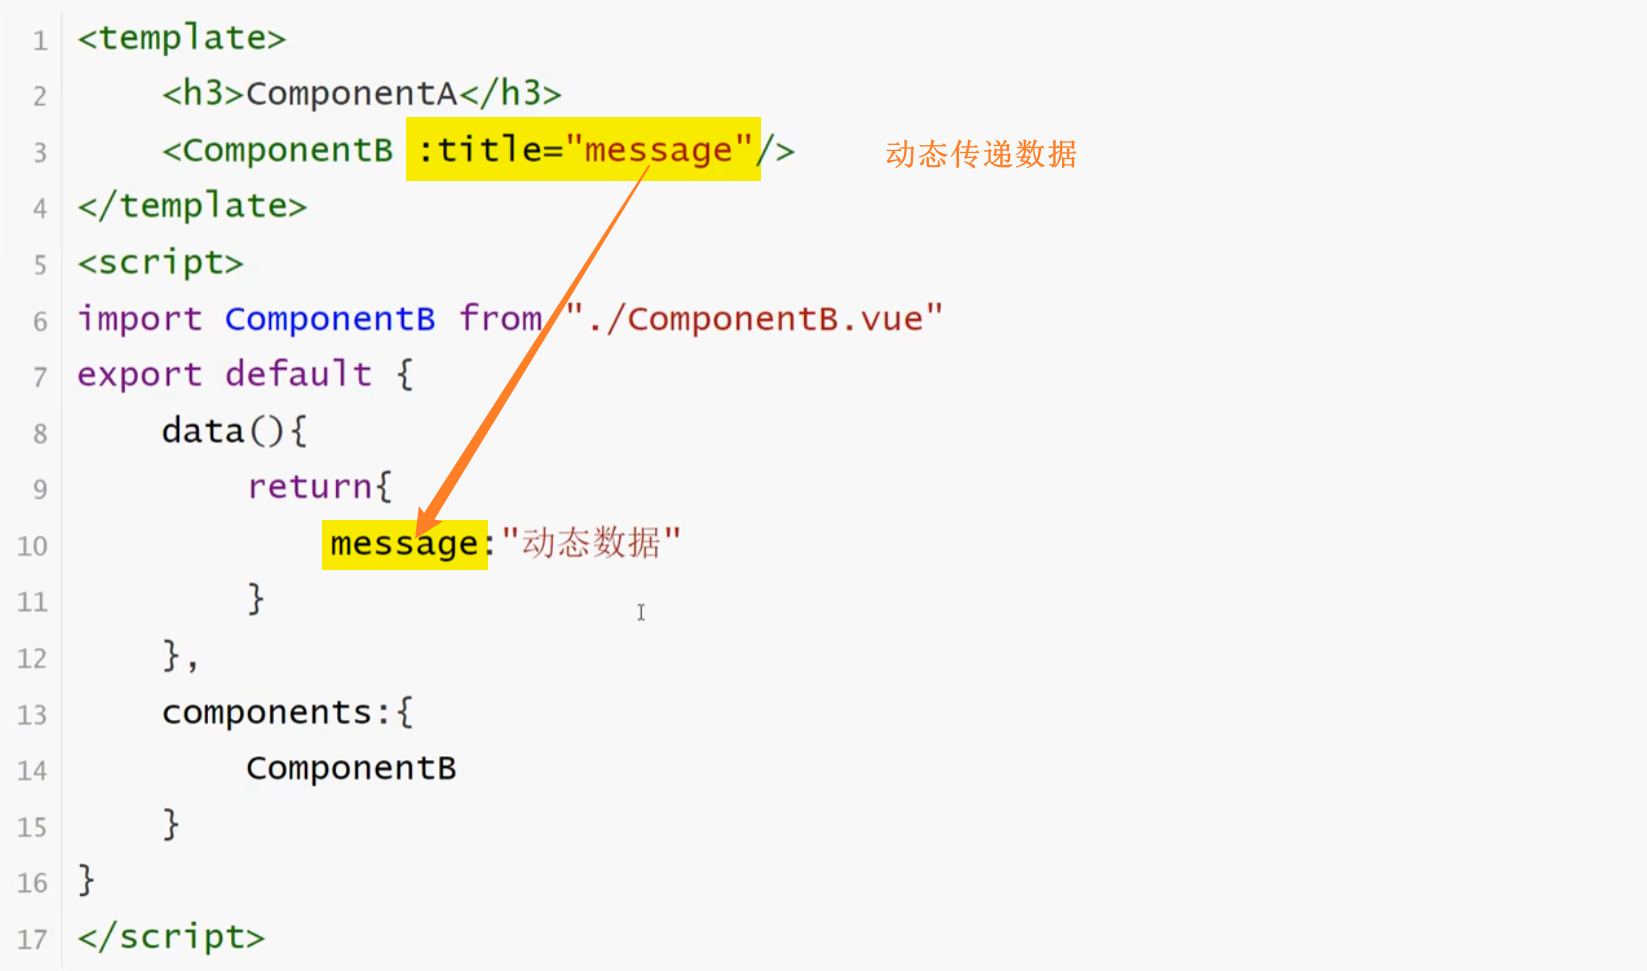 1 <template>
2 <h3>ComponentA</h3>
3 <ComponentB :title="message"/> 动态传递数据
4 </template>
5 <script>
6 import ComponentB from "./ComponentB.vue"
7 export default {
8 data(){
9 return{
10 message:"动态数据"
11 }
12 },
13 components:{
14 ComponentB
15 }
16 }
17 </script>